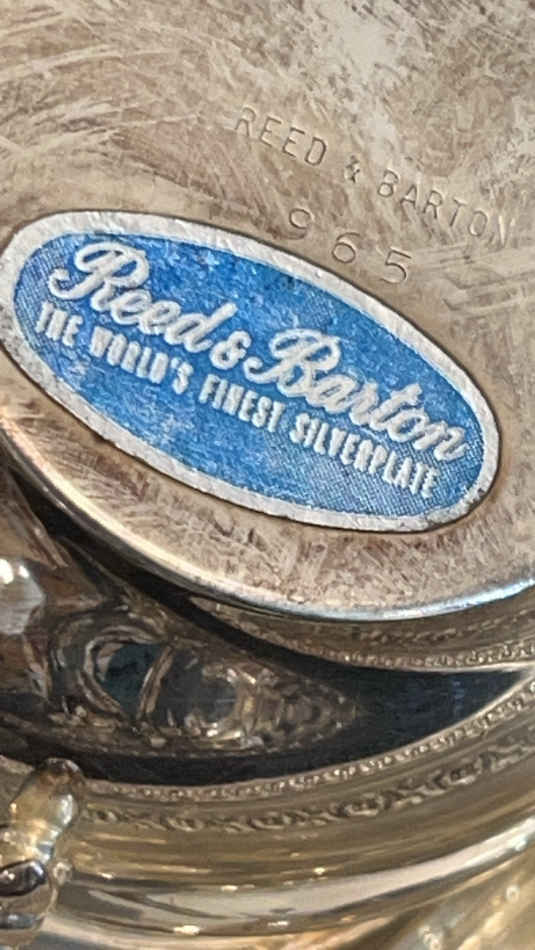 REED & BARTON
965
Reed & Barton
THE WORLD'S FINEST SILVERPLATE